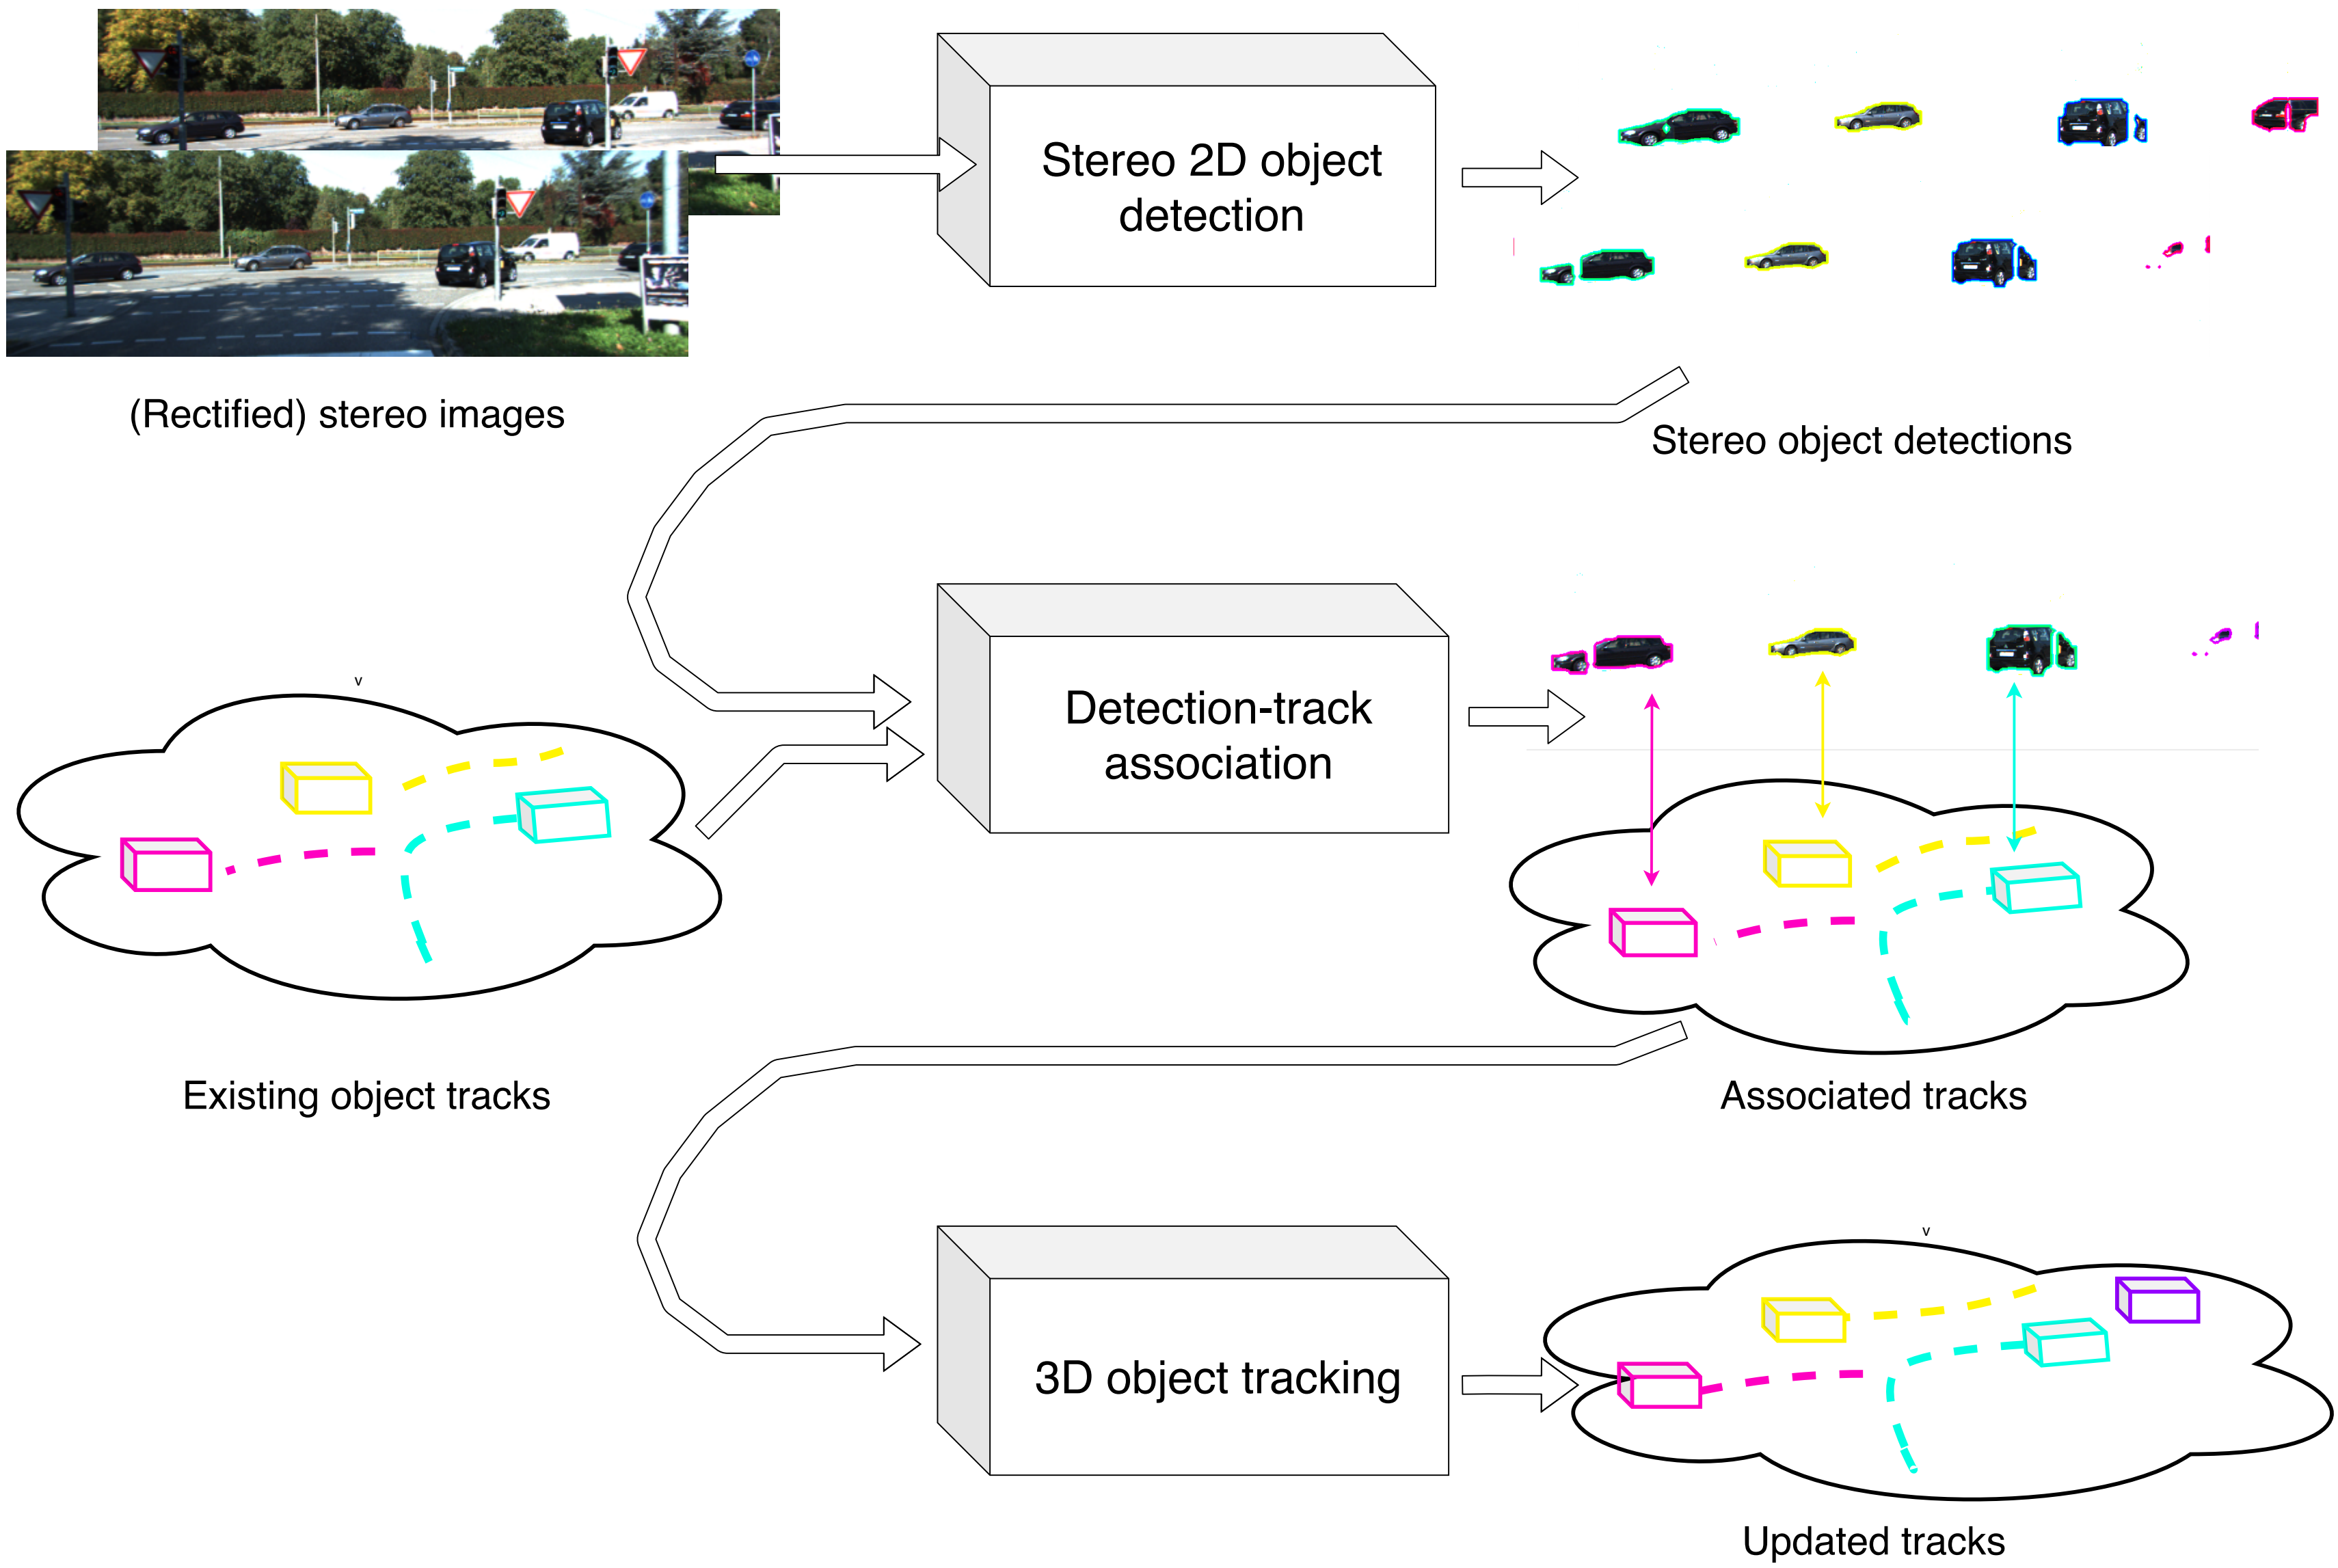 Stereo 2D object
detection
(Rectified) stereo images
Stereo object detections
v
Detection-track
association
Existing object tracks
Associated tracks
v
3D object tracking
Updated tracks